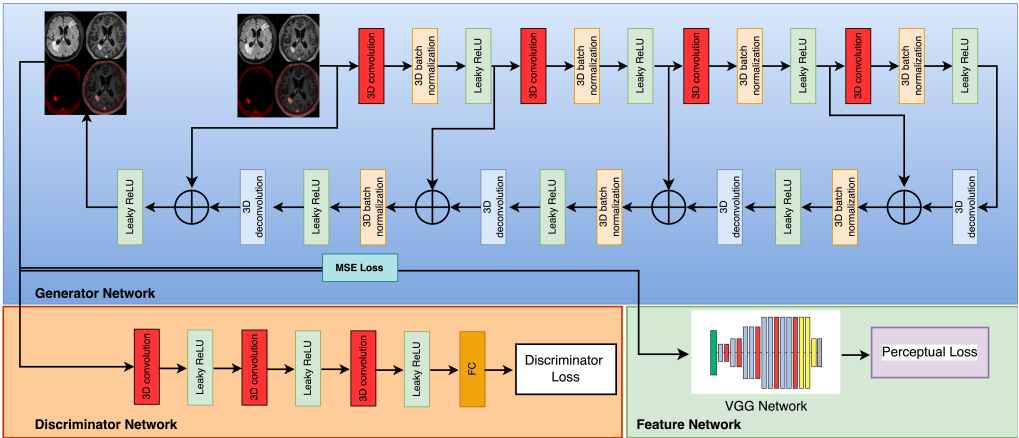 3D convolution
3D batch
normalization
Leaky ReLU
3D convolution
3D batch
normalization
Leaky ReLU
3D convolution
3D batch
normalization
Leaky ReLU
3D convolution
3D batch
normalization
Leaky ReLU
Leaky ReLU
3D
deconvolution
Leaky ReLU
3D batch
normalization
3D
deconvolution
Leaky ReLU
3D batch
normalization
3D
deconvolution
Leaky ReLU
3D batch
normalization
3D
deconvolution
MSE Loss
Generator Network
3D convolution
Leaky ReLU
3D convolution
Leaky ReLU
3D convolution
Leaky ReLU
FC
Discriminator
Loss
Discriminator Network
VGG Network
Perceptual Loss
Feature Network